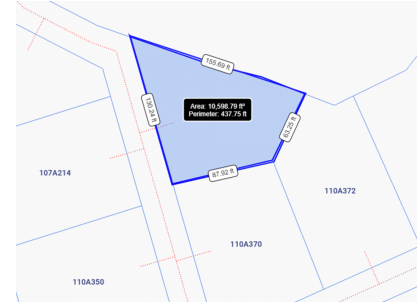 155.69 ft
130.24 ft
Area: 10,598.79 ft²
Perimeter: 437.75 ft
63.25 ft
87.92 ft
107A214
110A372
110A370
110A350